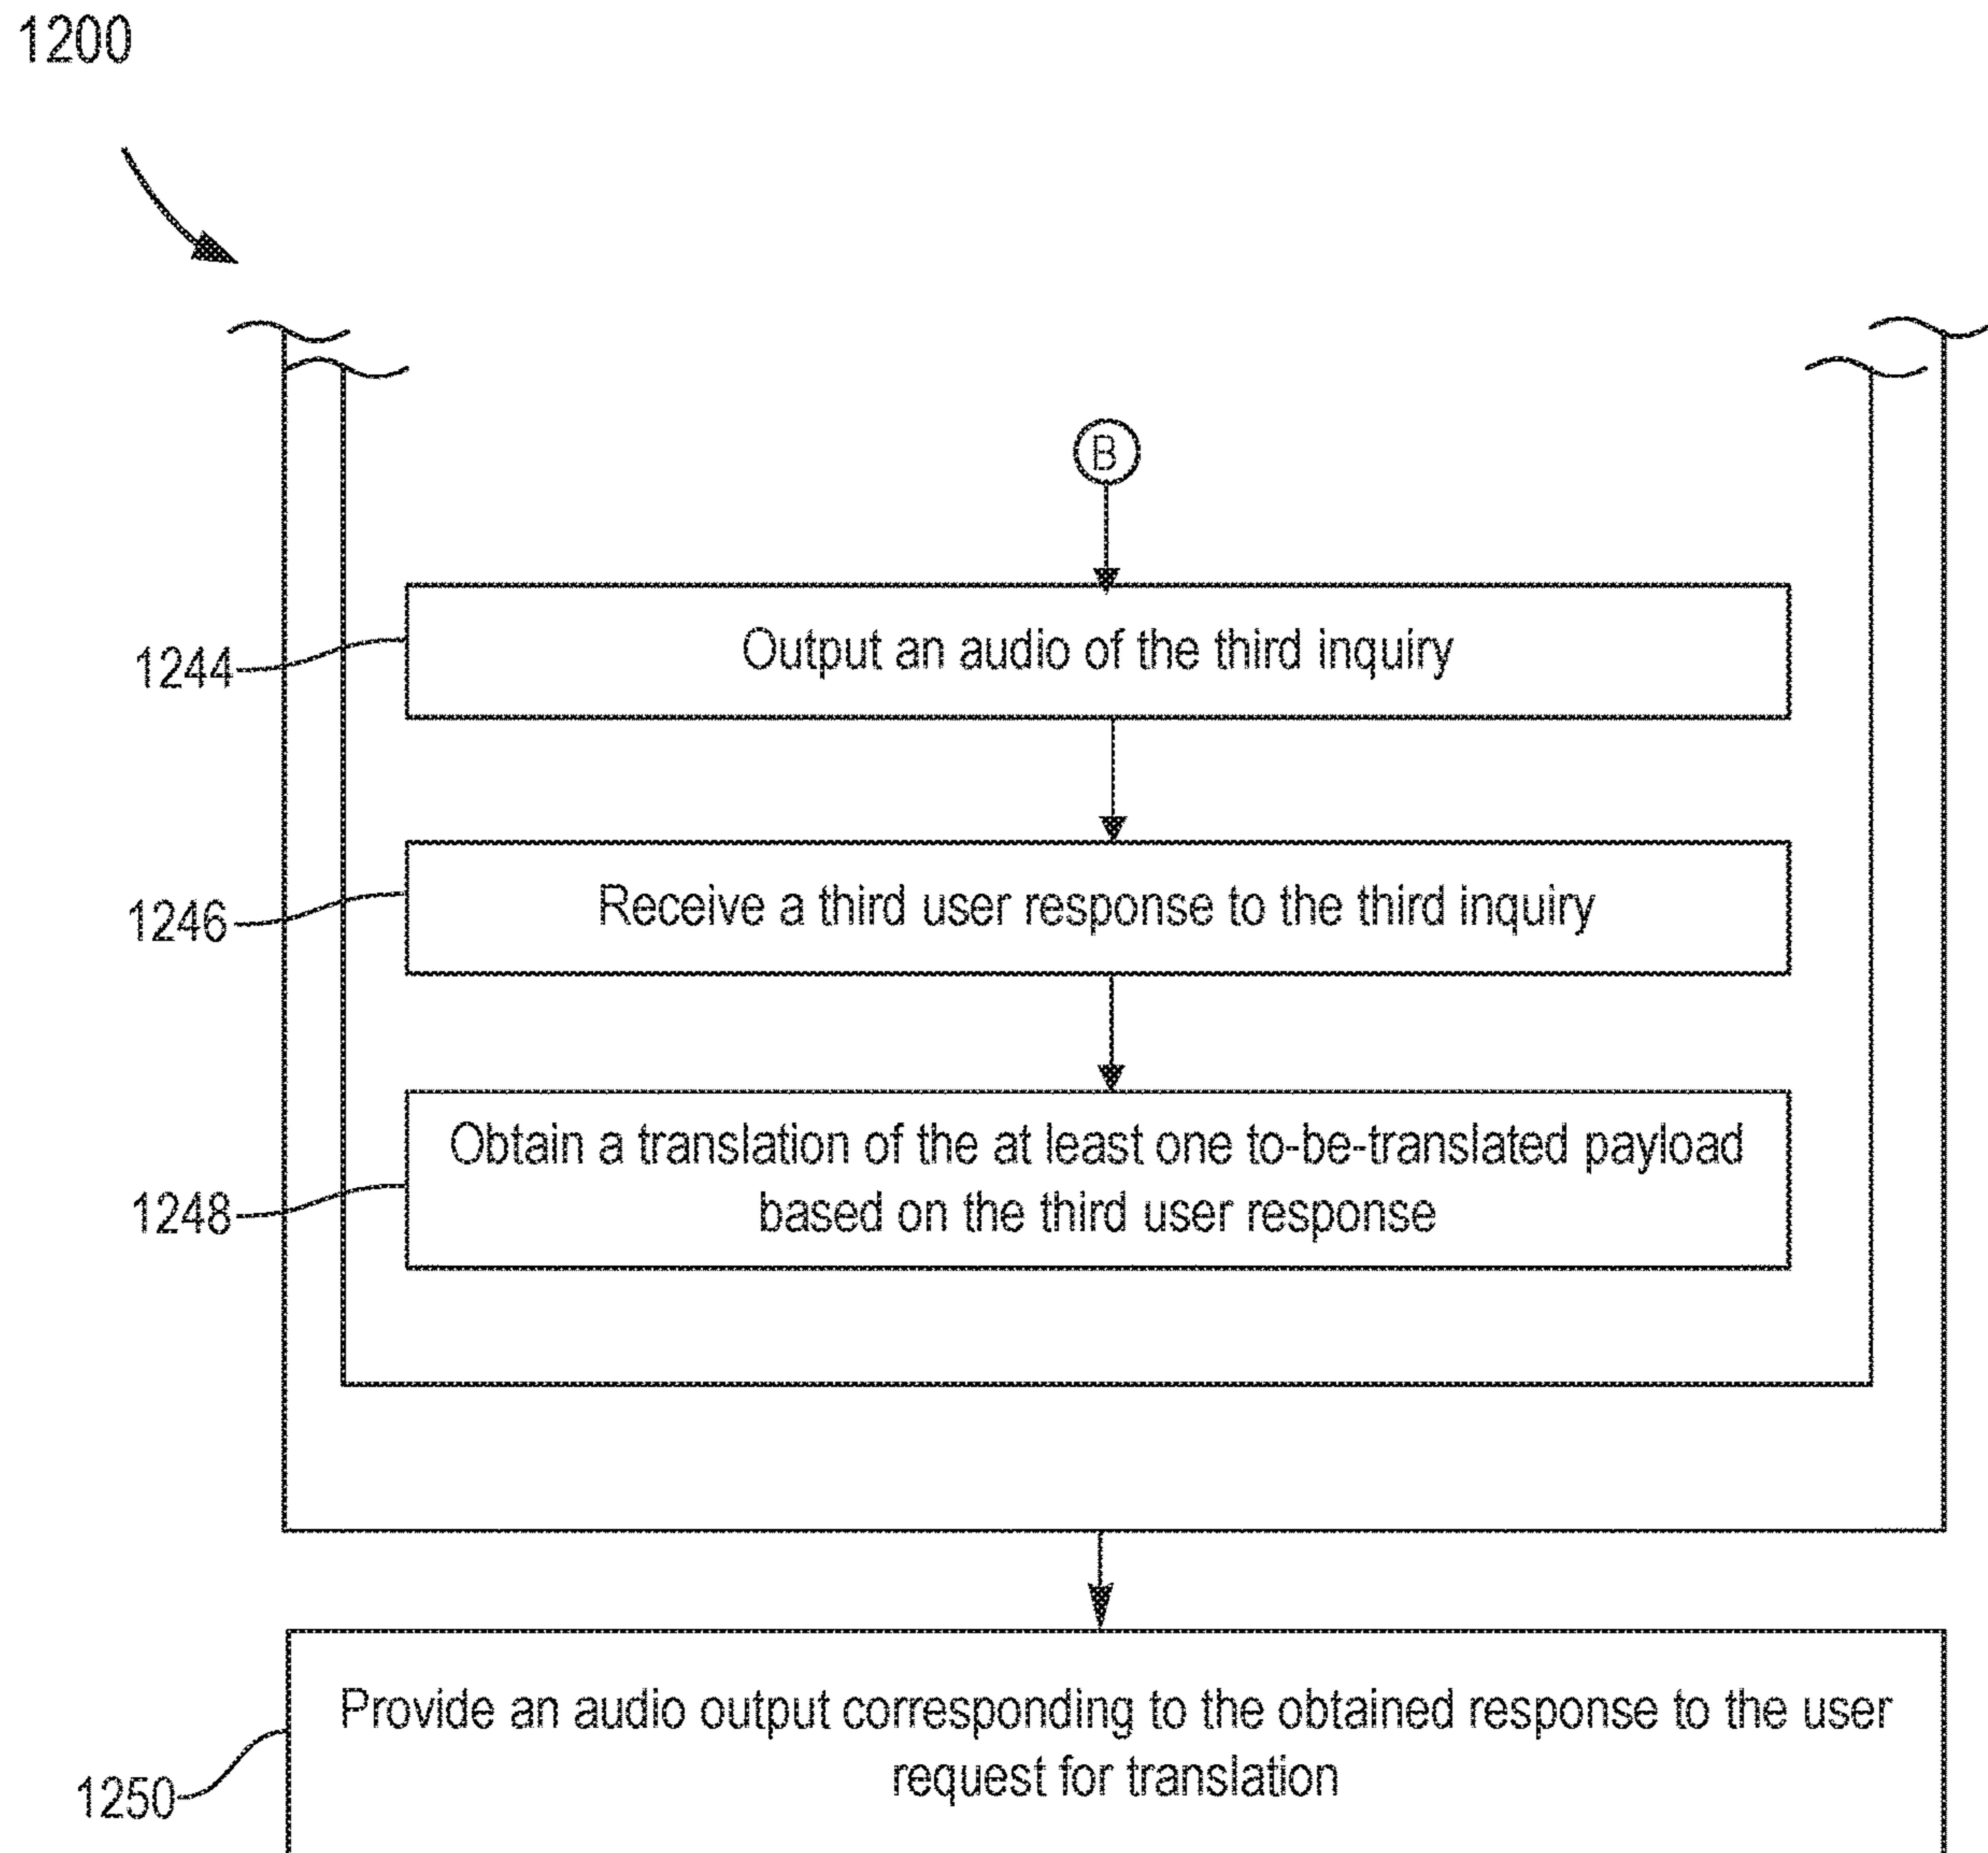 1200
B
1244
Output an audio of the third inquiry
1246
Receive a third user response to the third inquiry
1248
Obtain a translation of the at least one to-be-translated payload
based on the third user response
1250
Provide an audio output corresponding to the obtained response to the user
request for translation